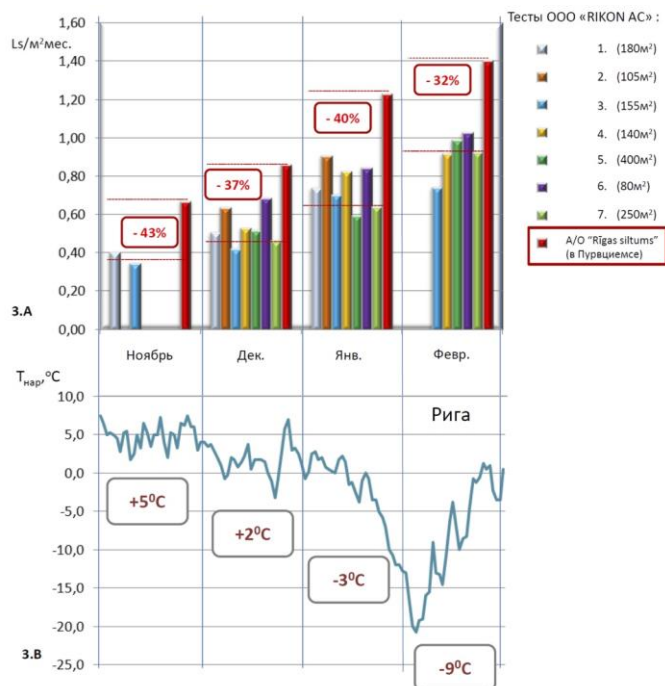 1,60
Ls/м²мес.
1,40
1,20
1,00
0,80
0,60
0,40
0,20
0,00
3.A
- 43%
- 37%
- 40%
- 32%
Ноябрь Дек. Янв. Февр.
Тесты ООО «RIKON AC» :
1. (180м²)
2. (105м²)
3. (155м²)
4. (140м²)
5. (400м²)
6. (80м²)
7. (250м²)
А/О "Rīgas siltums"
(в Пурвциемсе)
Tнар,⁰C
10,0
5,0
0,0
-5,0
-10,0
-15,0
-20,0
-25,0
3.B
Рига
+5⁰C
+2⁰C
-3⁰C
-9⁰C